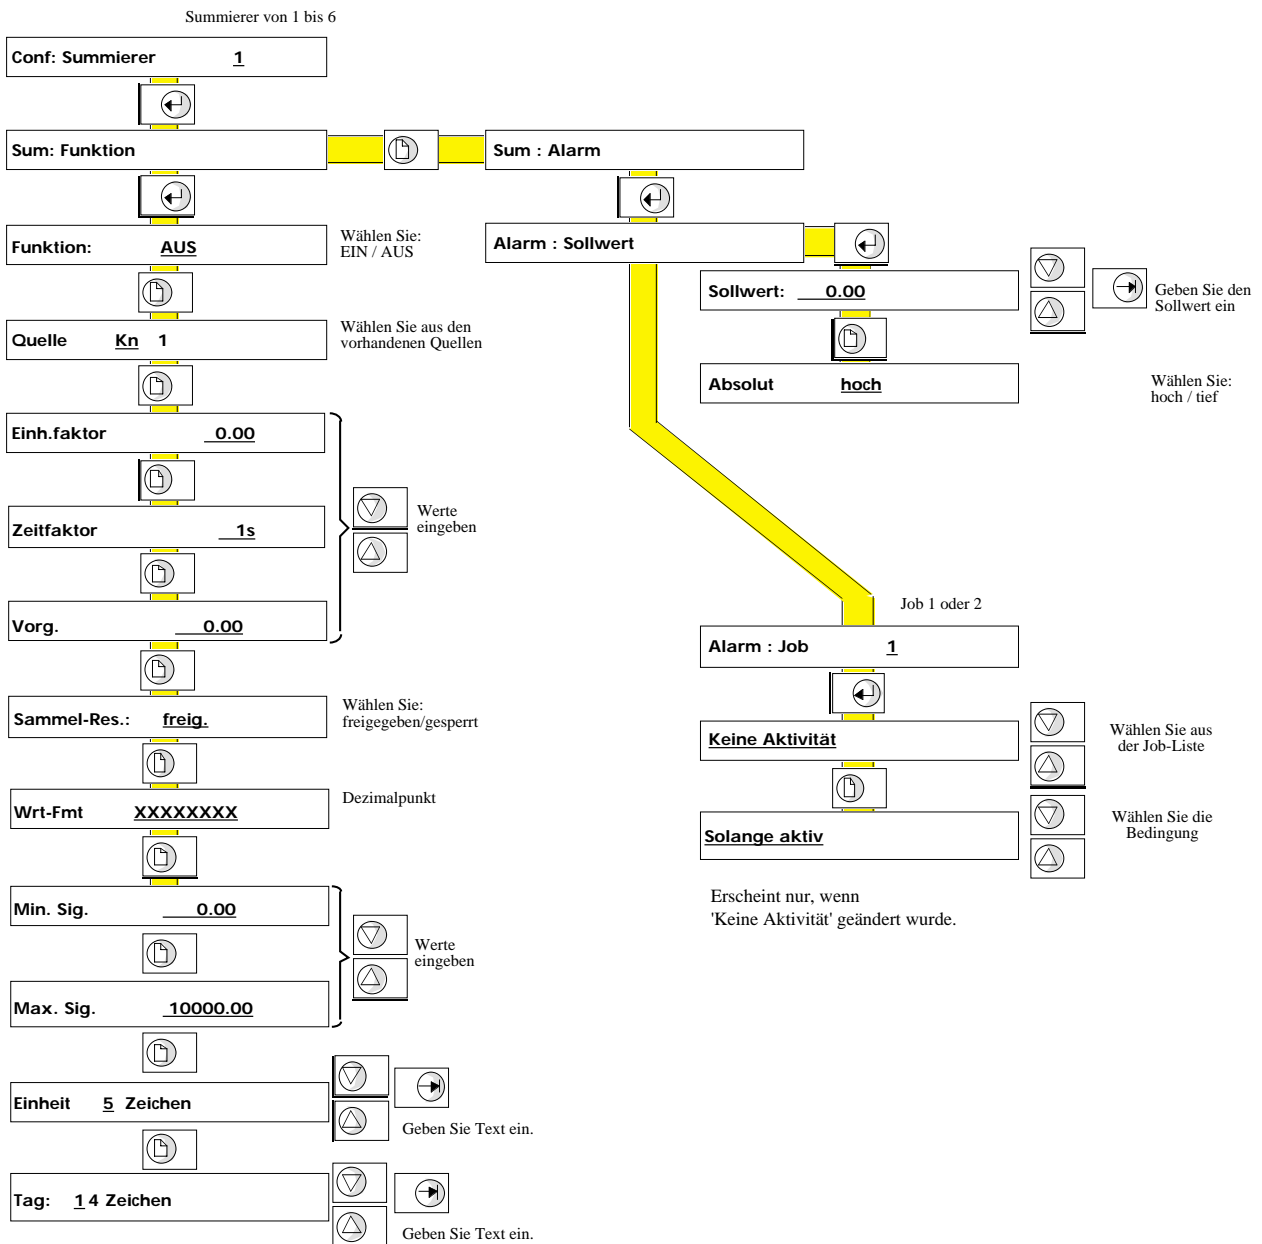 Summierer von 1 bis 6
Conf: Summierer 1
Sum: Funktion
Funktion: AUS
Wählen Sie:
EIN / AUS
Quelle Kn 1
Wählen Sie aus den
vorhandenen Quellen
Einh.faktor 0.00
Zeitfaktor 1s
Vorg. 0.00
Werte
eingeben
Sammel-Res.: freig.
Wählen Sie:
freigegeben/gesperrt
Wrt-Fmt XXXXXXXX
Dezimalpunkt
Min. Sig. 0.00
Max. Sig. 10000.00
Werte
eingeben
Einheit 5 Zeichen
Geben Sie Text ein.
Tag: 14 Zeichen
Geben Sie Text ein.
Sum : Alarm
Alarm : Sollwert
Sollwert: 0.00
Geben Sie den
Sollwert ein
Absolut hoch
Wählen Sie:
hoch / tief
Job 1 oder 2
Alarm : Job 1
Keine Aktivität
Wählen Sie aus
der Job-Liste
Solange aktiv
Wählen Sie die
Bedingung
Erscheint nur, wenn
'Keine Aktivität' geändert wurde.